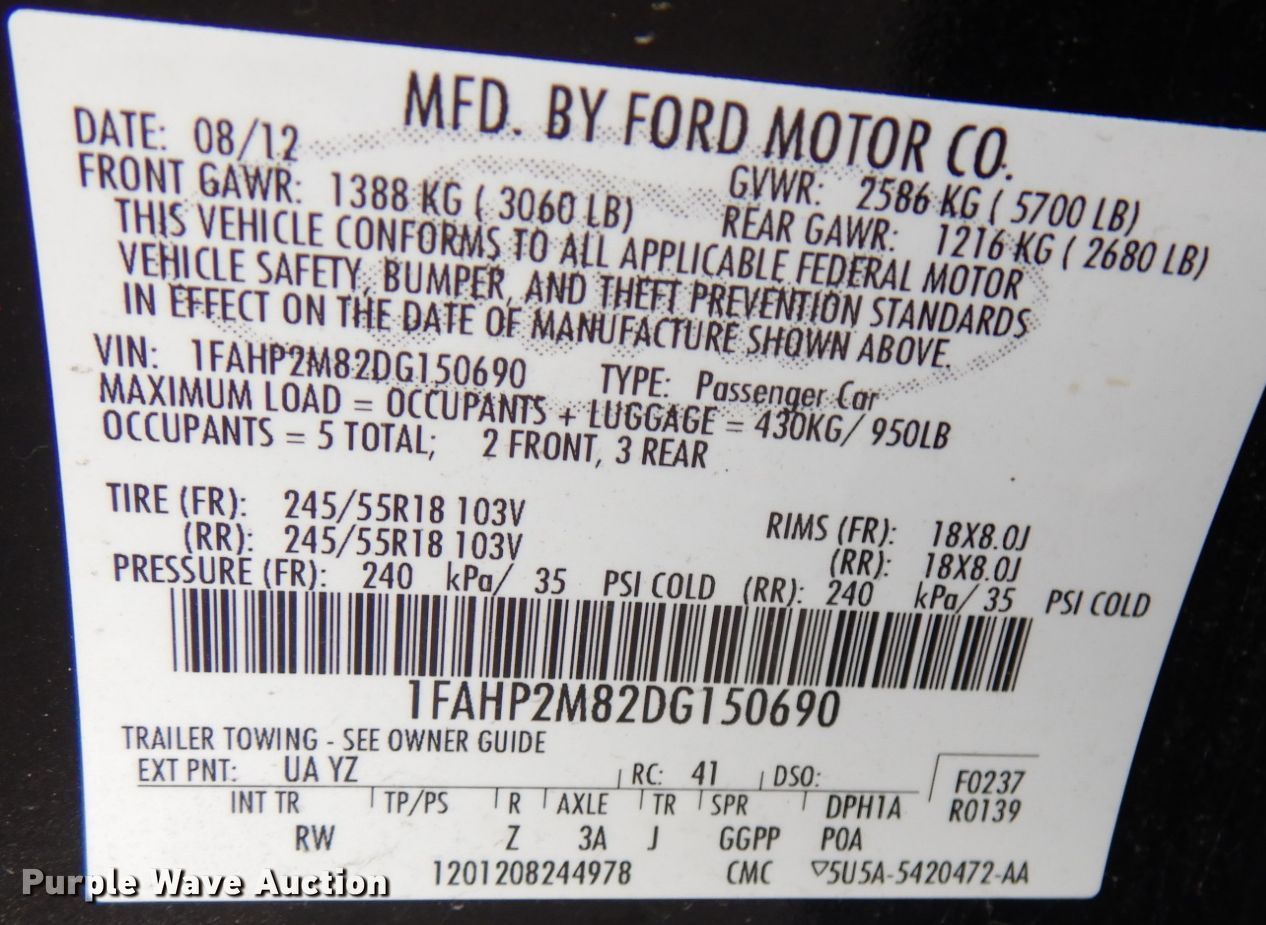 MFD. BY FORD MOTOR CO.
DATE: 08/12 GVWR: 2586 KG ( 5700 LB)
FRONT GAWR: 1388 KG ( 3060 LB) REAR GAWR: 1216 KG ( 2680 LB)
THIS VEHICLE CONFORMS TO ALL APPLICABLE FEDERAL MOTOR
VEHICLE SAFETY, BUMPER, AND THEFT PREVENTION STANDARDS
IN EFFECT ON THE DATE OF MANUFACTURE SHOWN ABOVE.
VIN: 1FAHP2M82DG150690 TYPE: Passenger Car
MAXIMUM LOAD = OCCUPANTS + LUGGAGE = 430KG/ 950LB
OCCUPANTS = 5 TOTAL; 2 FRONT, 3 REAR
TIRE (FR): 245/55R18 103V RIMS (FR): 18X8.0J
(RR): 245/55R18 103V (RR): 18X8.0J
PRESSURE (FR): 240 kPa/ 35 PSI COLD (RR): 240 kPa/ 35 PSI COLD
1FAHP2M82DG150690
TRAILER TOWING - SEE OWNER GUIDE
EXT PNT: UA YZ RC: 41 DSO: F0237
INT TR TP/PS R AXLE TR SPR DPH1A R0139
RW Z 3A J GGPP POA
1201208244978 CMC ▽5U5A-5420472-AA
Purple Wave Auction